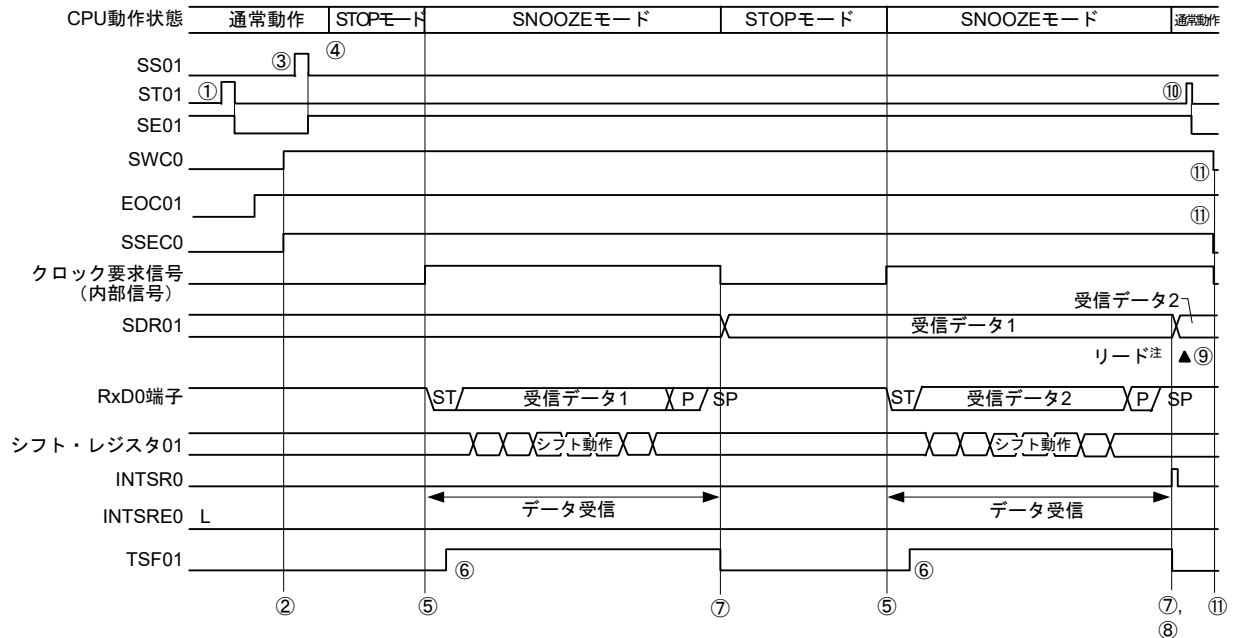 CPU動作状態 通常動作 STOPモード SNOOZEモード STOPモード SNOOZEモード 通常動作
SS01 ③ ④
ST01 ① ⑩
SE01
SWC0 ⑪
EOC01
SSEC0 ⑪
クロック要求信号
（内部信号）
受信データ2
SDR01 受信データ1
リード注 ▲⑨
RxD0端子 ST 受信データ1 P SP ST 受信データ2 P SP
シフト・レジスタ01 シフト動作 シフト動作
INTSR0
データ受信 データ受信
INTSRE0 L
TSF01 ⑥ ⑥
② ⑤ ⑦ ⑤ ⑦, ⑪
⑧